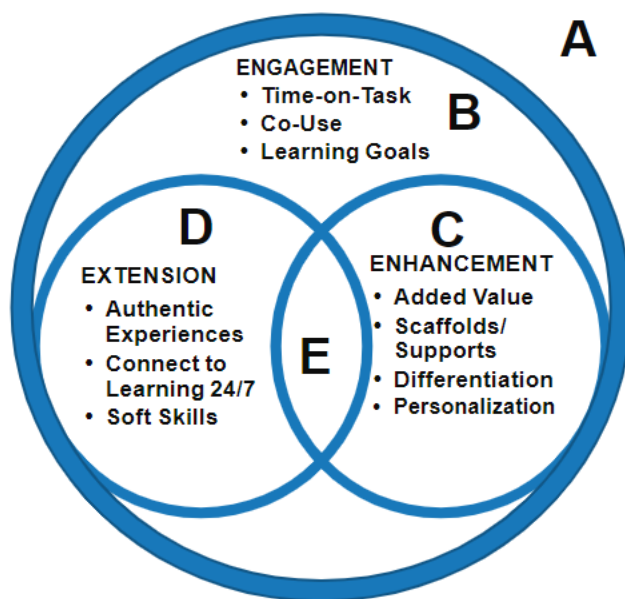 A
ENGAGEMENT
• Time-on-Task
• Co-Use
• Learning Goals
B
D
EXTENSION
• Authentic
Experiences
• Connect to
Learning 24/7
• Soft Skills
C
ENHANCEMENT
• Added Value
• Scaffolds/
Supports
• Differentiation
• Personalization
E